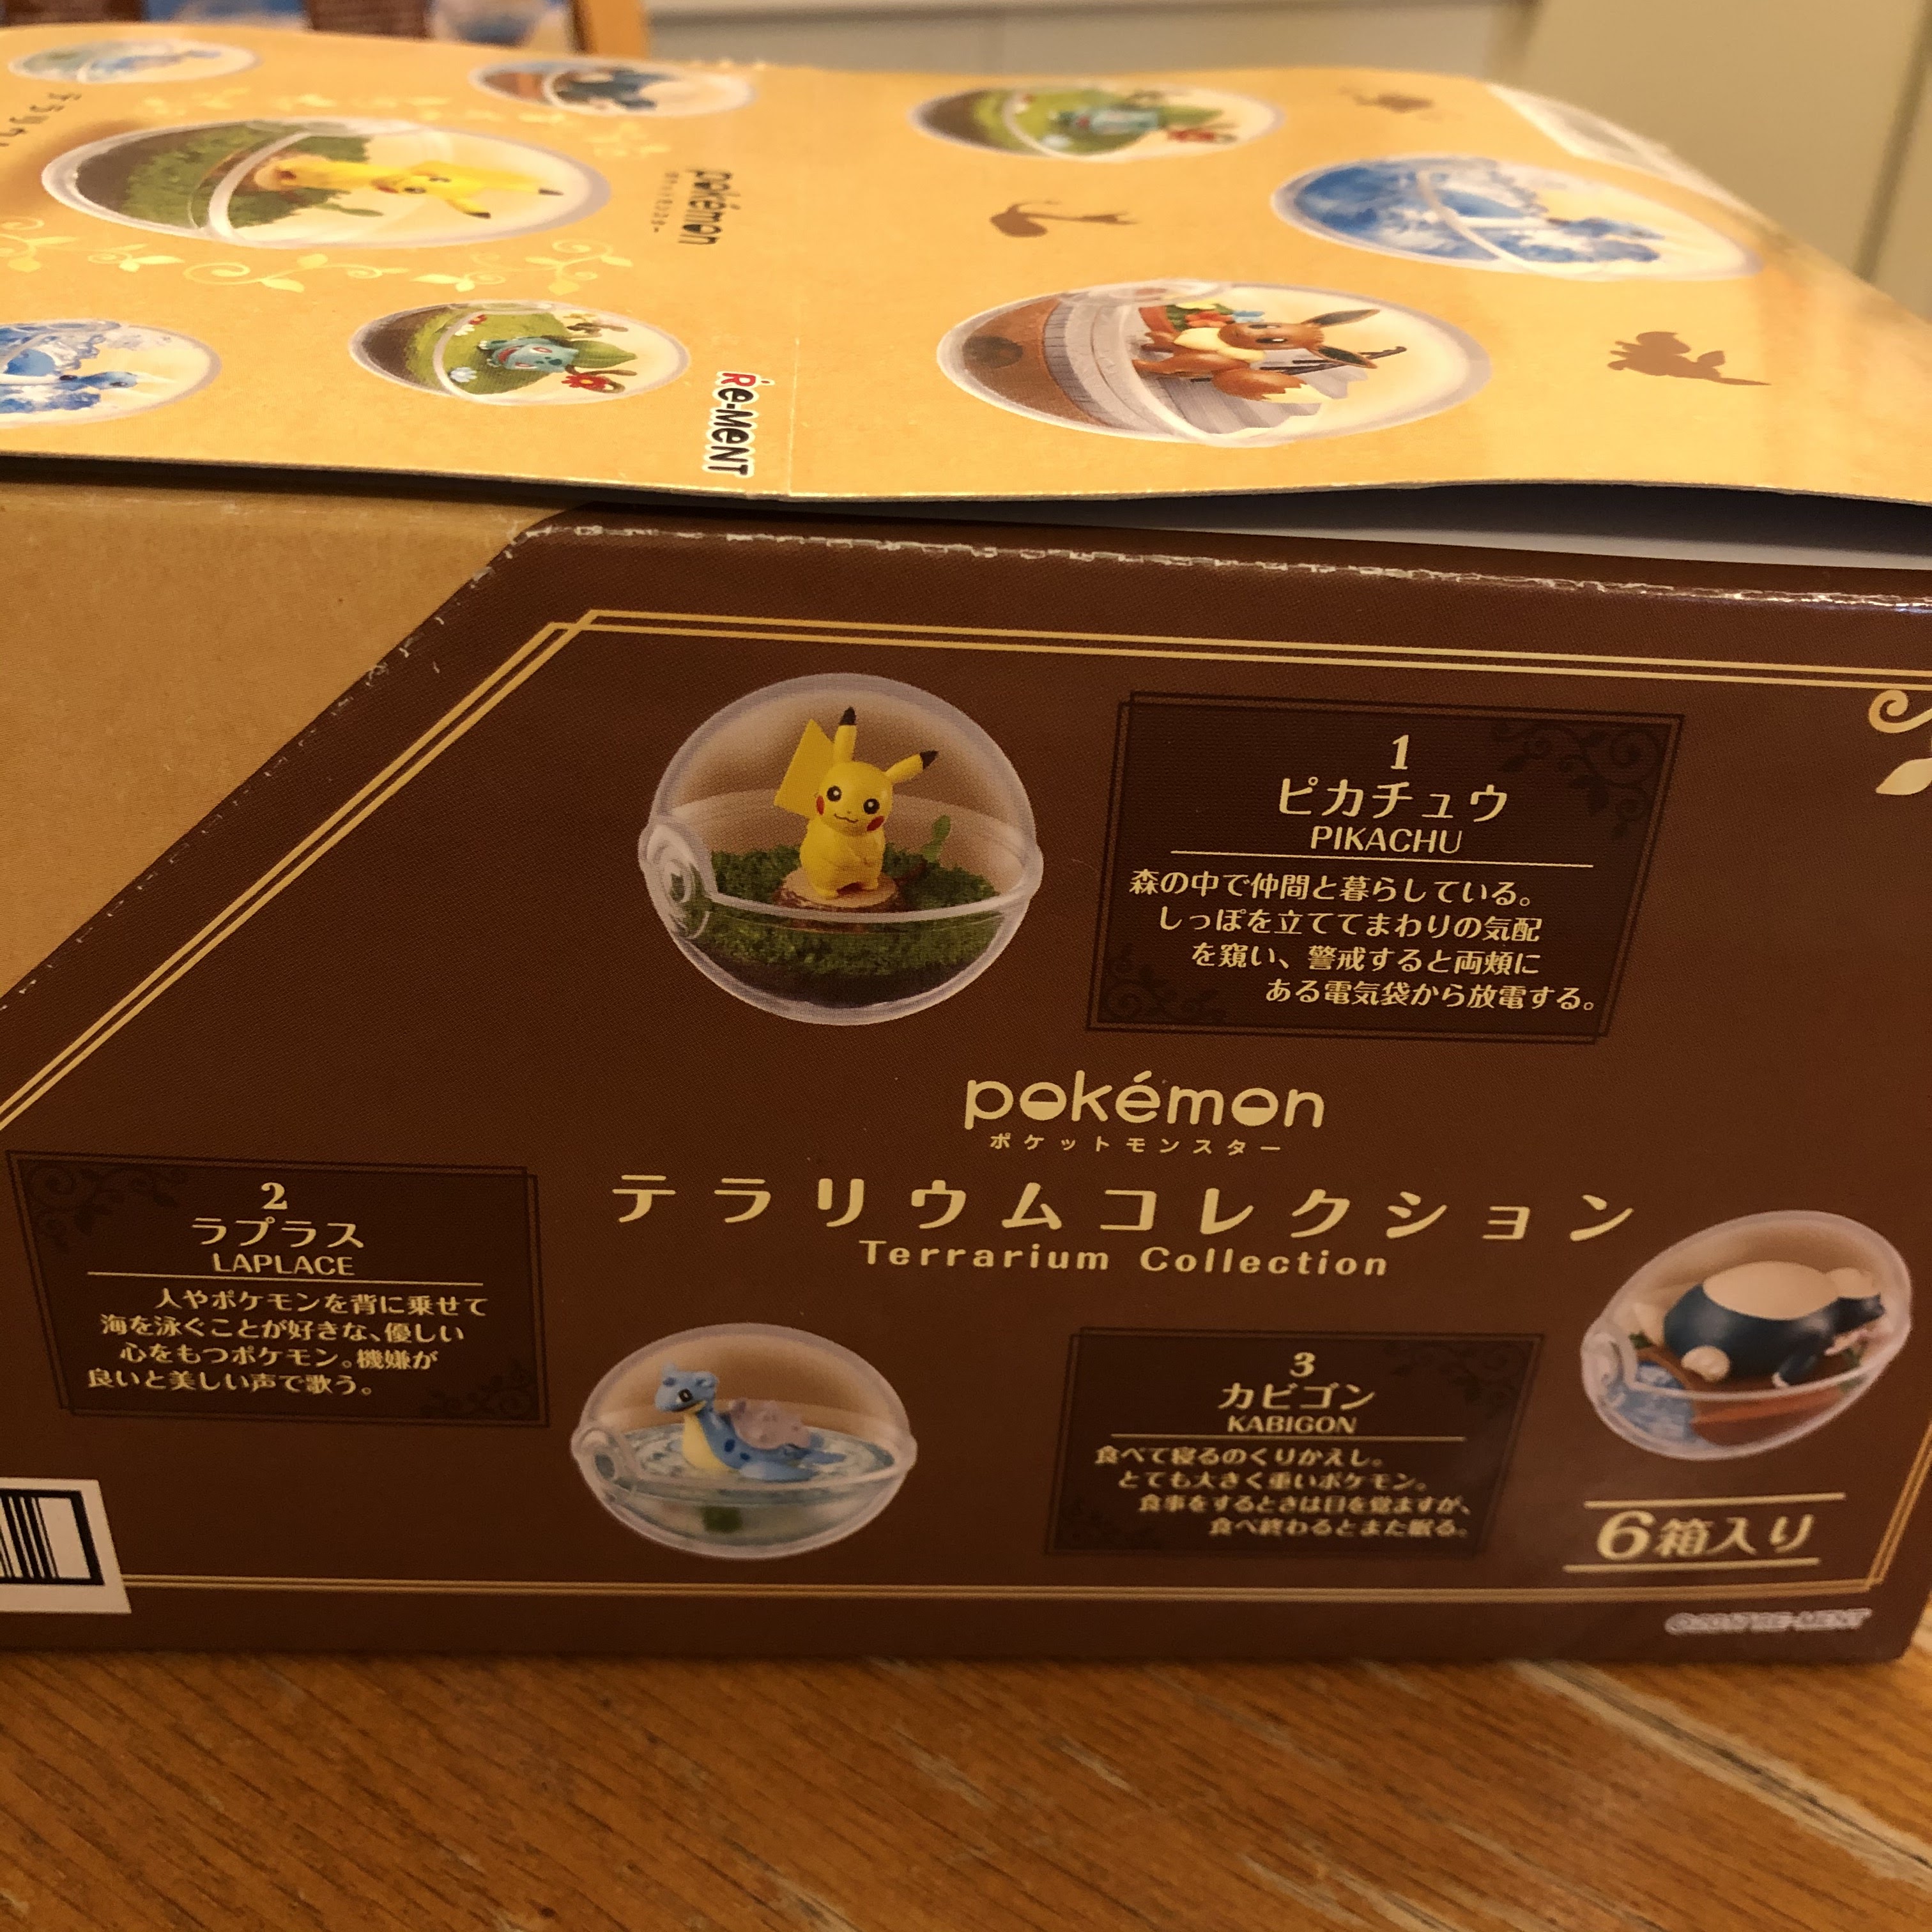 pokémon
Re-MENT
1
ピカチュウ
PIKACHU
森の中で仲間と暮らしている。
しっぽを立ててまわりの気配
を窺い、警戒すると両頬に
ある電気袋から放電する。
pokémon
ポケットモンスター
テラリウムコレクション
Terrarium Collection
2
ラプラス
LAPLACE
人やポケモンを背に乗せて
海を泳ぐことが好きな、優しい
心をもつポケモン。機嫌が
良いと美しい声で歌う。
3
カビゴン
KABIGON
食べて寝るのくりかえし。
とても大きく重いポケモン。
食事をするときは目を覚ますが、
食べ終わるとまた眠る。
6箱入り
RE-MENT